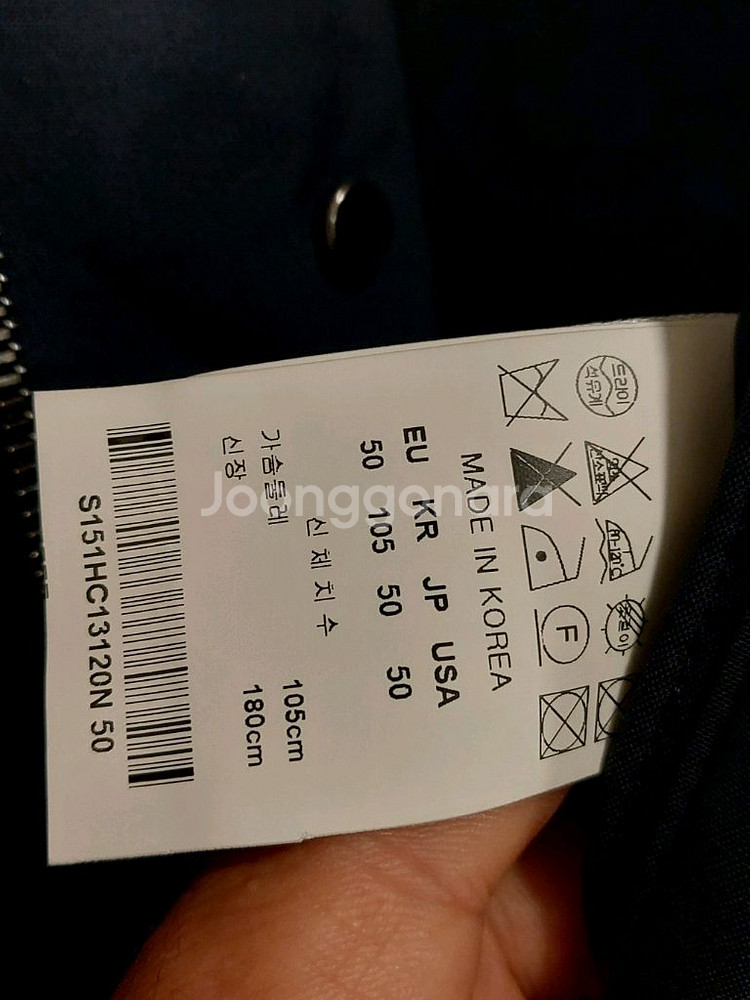 드라이
석유계
F
MADE IN KOREA
EU KR JP USA
50 105 50 50
신 체 치 수
가슴둘레 105cm
신장 180cm
S151HC13120N 50
Joonggonara